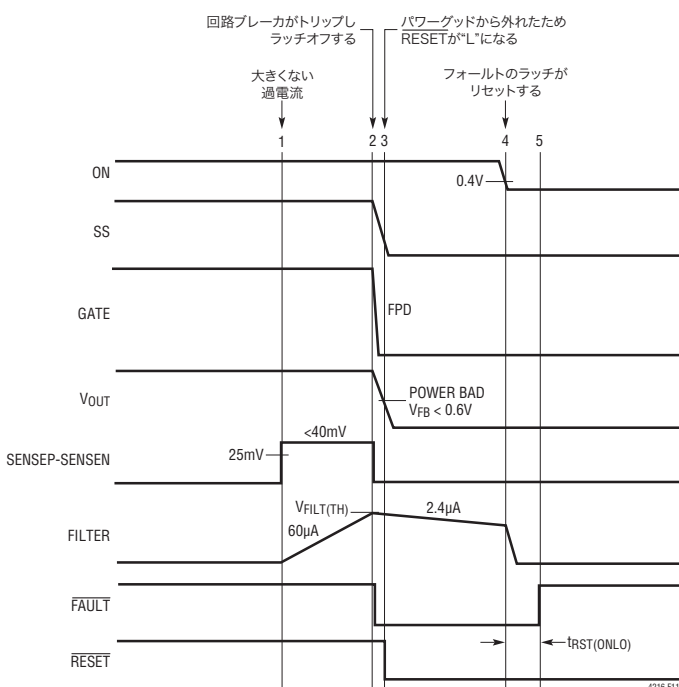 回路ブレーカがトリップし
ラッチオフする
パワーグッドから外れたため
RESETが“L”になる
大きくない
過電流
フォールトのラッチが
リセットする
1
2 3
4
5
ON
0.4V
SS
GATE
FPD
VOUT
POWER BAD
VFB < 0.6V
<40mV
SENSEP-SENSEN
25mV
VFILT(TH)
2.4µA
FILTER
60µA
FAULT
tRST(ONLO)
RESET
4216 F11